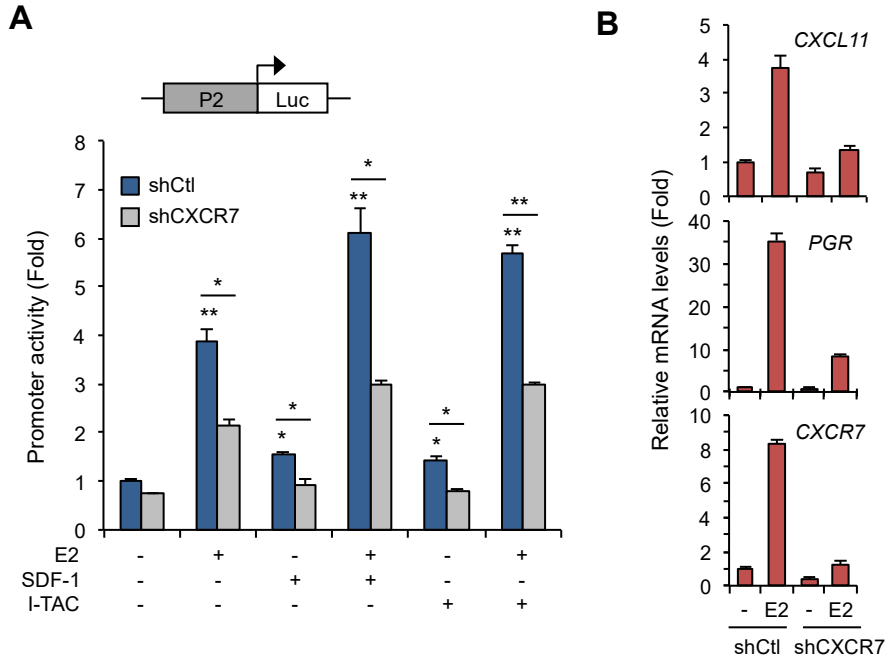 A
P2 Luc
Promoter activity (Fold)
8
7
6
5
4
3
2
1
0
shCtl
shCXCR7
**
*
*
*
**
*
*
*
**
**
E2 - + - + - +
SDF-1 - - + + - -
I-TAC - - - - + +
B
Relative mRNA levels (Fold)
CXCL11
5
4
3
2
1
0
PGR
40
30
20
10
0
CXCR7
10
8
6
4
2
0
- E2 - E2
shCtl shCXCR7